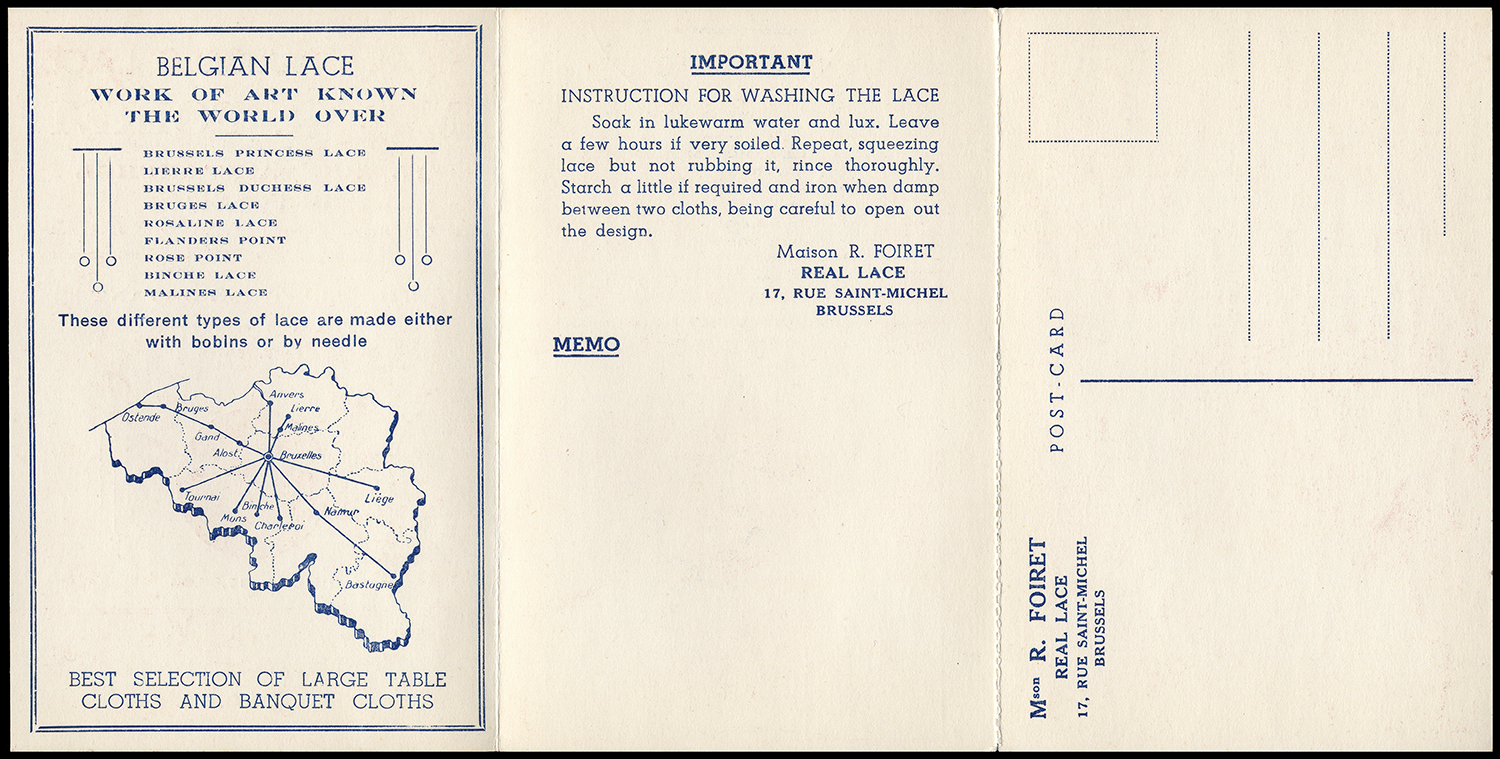 BELGIAN LACE
WORK OF ART KNOWN
THE WORLD OVER
BRUSSELS PRINCESS LACE
LIERRE LACE
BRUSSELS DUCHESS LACE
BRUGES LACE
ROSALINE LACE
FLANDERS POINT
ROSE POINT
BINCHE LACE
MALINES LACE
These different types of lace are made either
with bobins or by needle
Anvers
Lierre
Ostende
Bruges
Malines
Gand
Alost
Bruxelles
Tournai
Liège
Binche
Mons
Namur
Charleroi
Bastogne
BEST SELECTION OF LARGE TABLE
CLOTHS AND BANQUET CLOTHS
IMPORTANT
INSTRUCTION FOR WASHING THE LACE
Soak in lukewarm water and lux. Leave
a few hours if very soiled. Repeat, squeezing
lace but not rubbing it, rince thoroughly.
Starch a little if required and iron when damp
between two cloths, being careful to open out
the design.
Maison R. FOIRET
REAL LACE
17, RUE SAINT-MICHEL
BRUSSELS
MEMO
POST-CARD
Mson R. FOIRET
REAL LACE
17, RUE SAINT-MICHEL
BRUSSELS